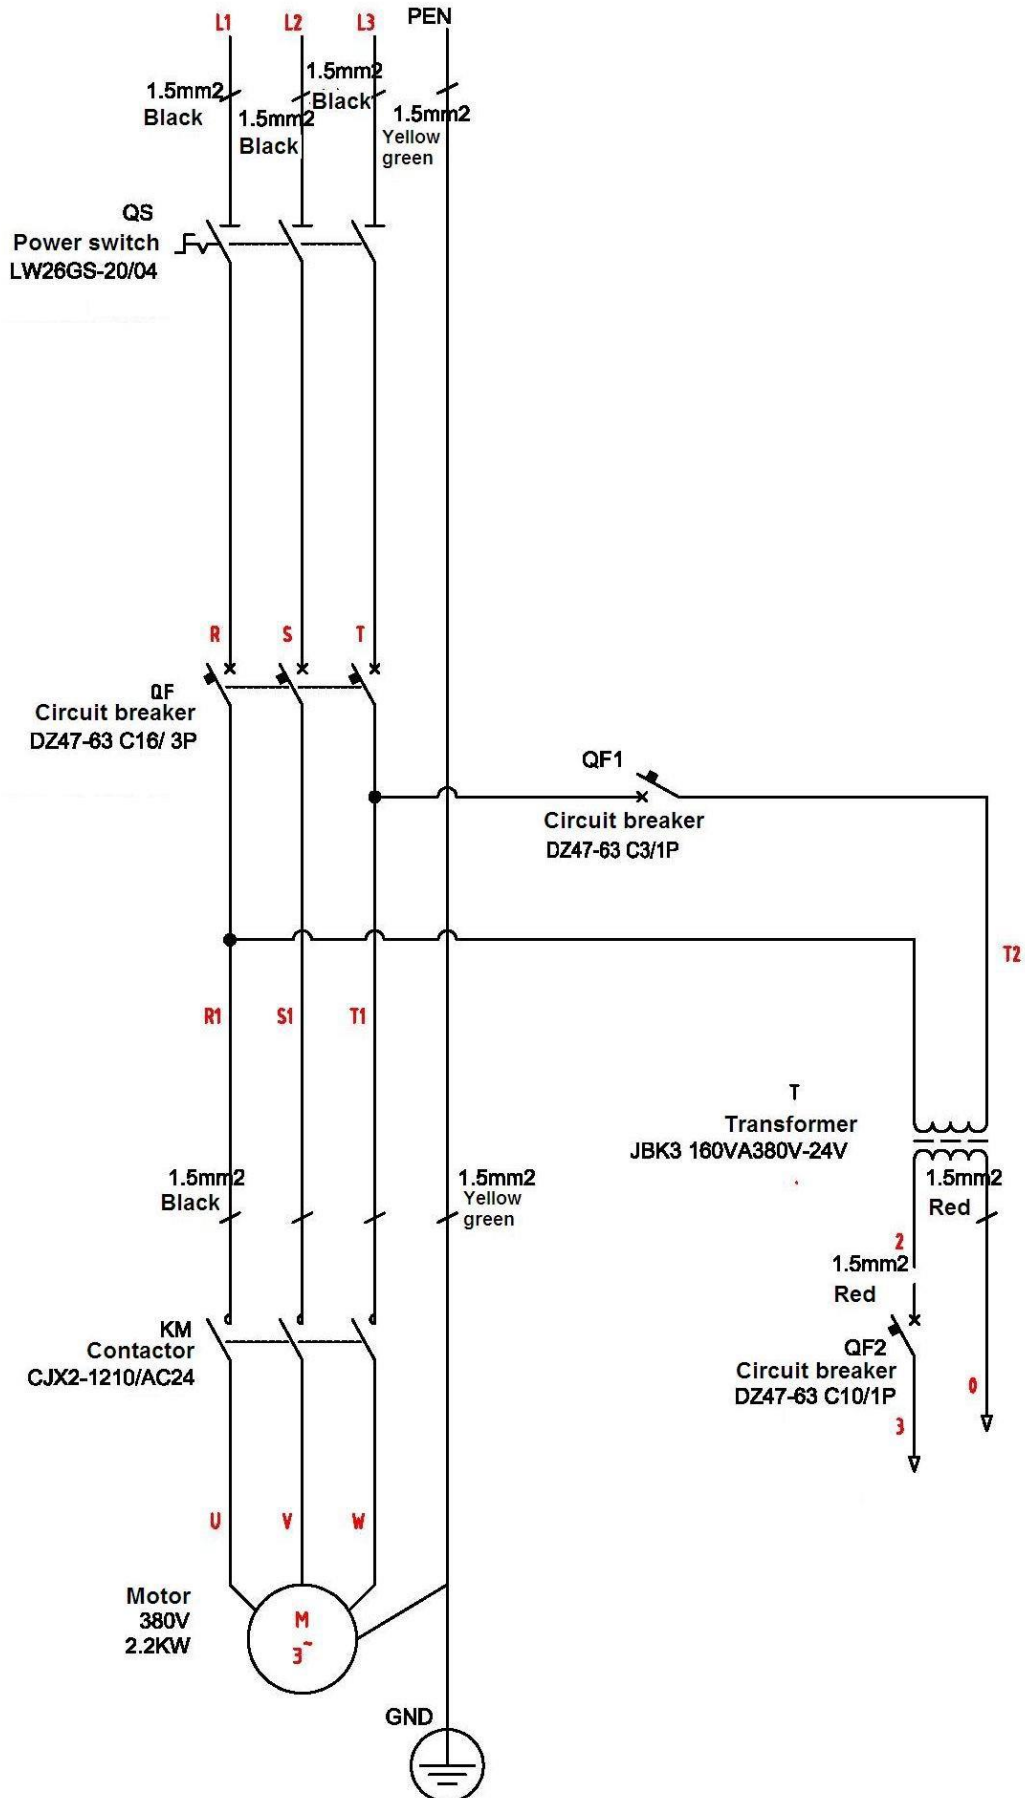 L1 L2 L3 PEN
1.5mm2
Black
1.5mm2
Black
1.5mm2
Black
1.5mm2
Yellow
green
QS
Power switch
LW26GS-20/04
R S T
QF
Circuit breaker
DZ47-63 C16/ 3P
QF1
Circuit breaker
DZ47-63 C3/1P
T2
R1 S1 T1
T
Transformer
JBK3 160VA380V-24V
1.5mm2
Black
1.5mm2
Yellow
green
1.5mm2
Red
2
1.5mm2
Red
KM
Contactor
CJX2-1210/AC24
QF2
Circuit breaker
DZ47-63 C10/1P
0
3
U V W
Motor
380V
2.2KW
M
3~
GND